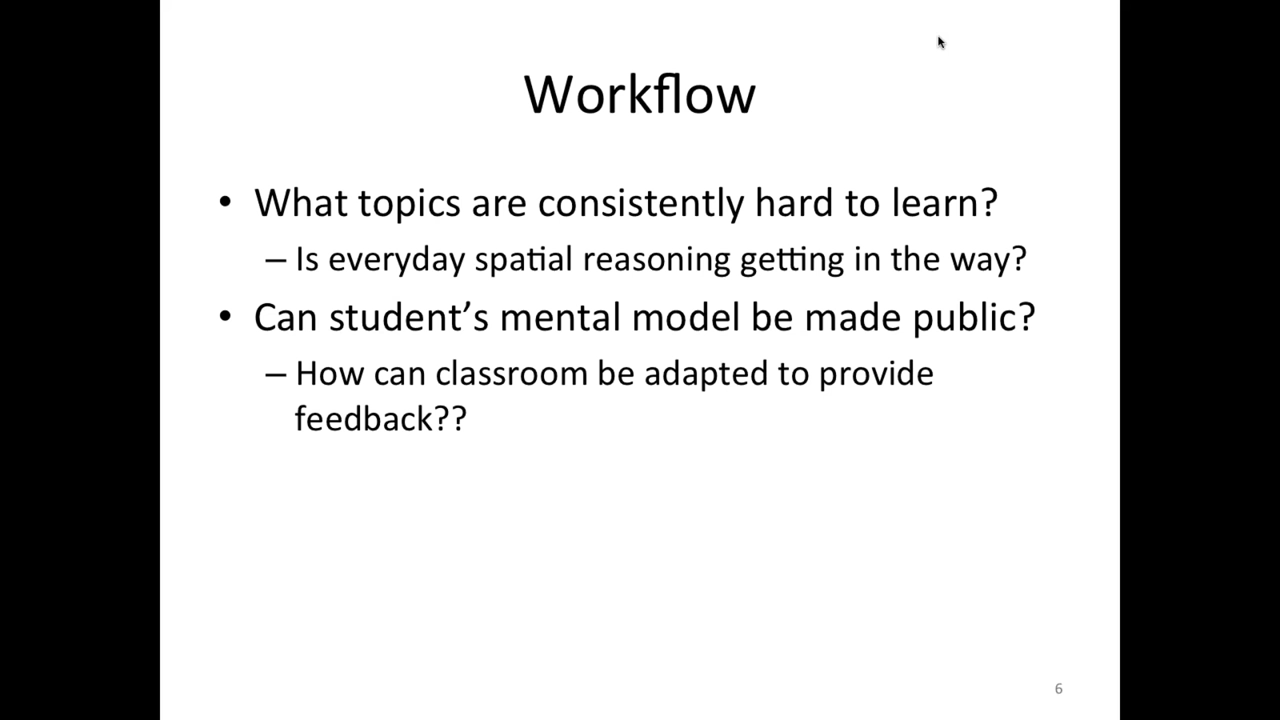 Workflow
• What topics are consistently hard to learn?
– Is everyday spatial reasoning getting in the way?
• Can student’s mental model be made public?
– How can classroom be adapted to provide
feedback??
6